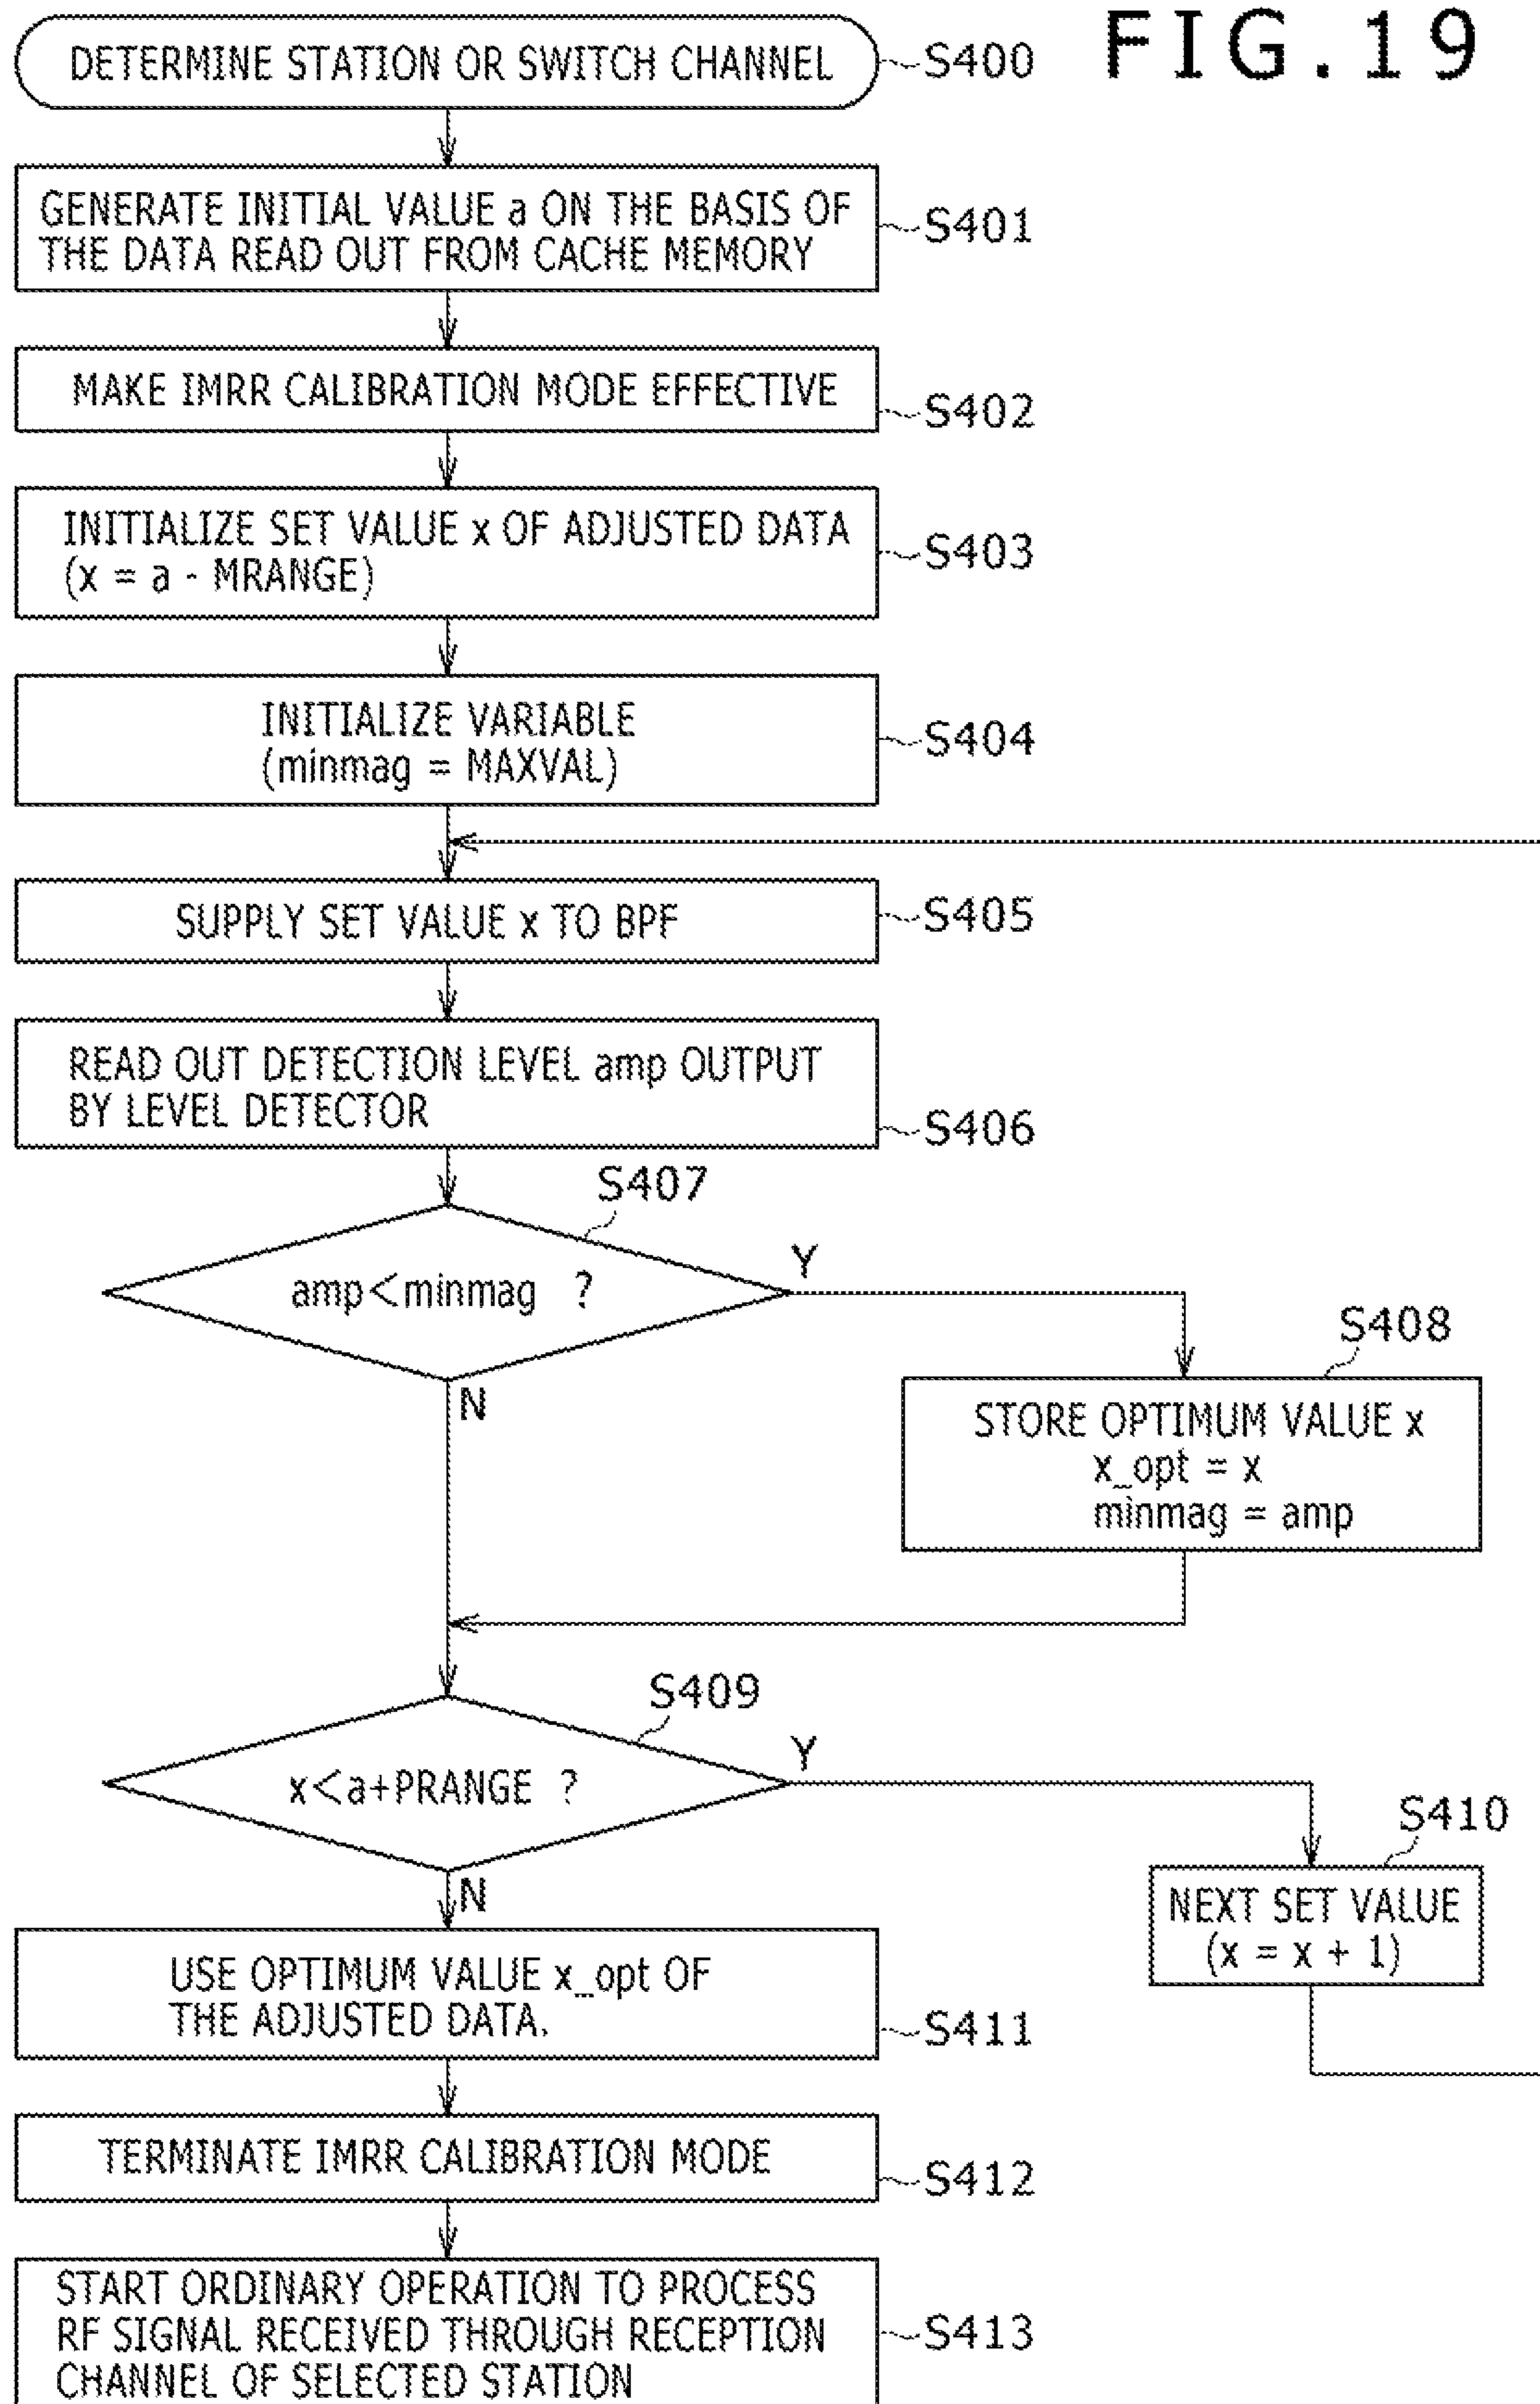 FIG.19
DETERMINE STATION OR SWITCH CHANNEL
S400
GENERATE INITIAL VALUE a ON THE BASIS OF
THE DATA READ OUT FROM CACHE MEMORY
S401
MAKE IMRR CALIBRATION MODE EFFECTIVE
S402
INITIALIZE SET VALUE x OF ADJUSTED DATA
(x = a - MRANGE)
S403
INITIALIZE VARIABLE
(minmag = MAXVAL)
S404
SUPPLY SET VALUE x TO BPF
S405
READ OUT DETECTION LEVEL amp OUTPUT
BY LEVEL DETECTOR
S406
S407
amp<minmag ?
Y
N
S408
STORE OPTIMUM VALUE x
x_opt = x
minmag = amp
S409
x<a+PRANGE ?
Y
N
S410
NEXT SET VALUE
(x = x + 1)
USE OPTIMUM VALUE x_opt OF
THE ADJUSTED DATA.
S411
TERMINATE IMRR CALIBRATION MODE
S412
START ORDINARY OPERATION TO PROCESS
RF SIGNAL RECEIVED THROUGH RECEPTION
CHANNEL OF SELECTED STATION
S413